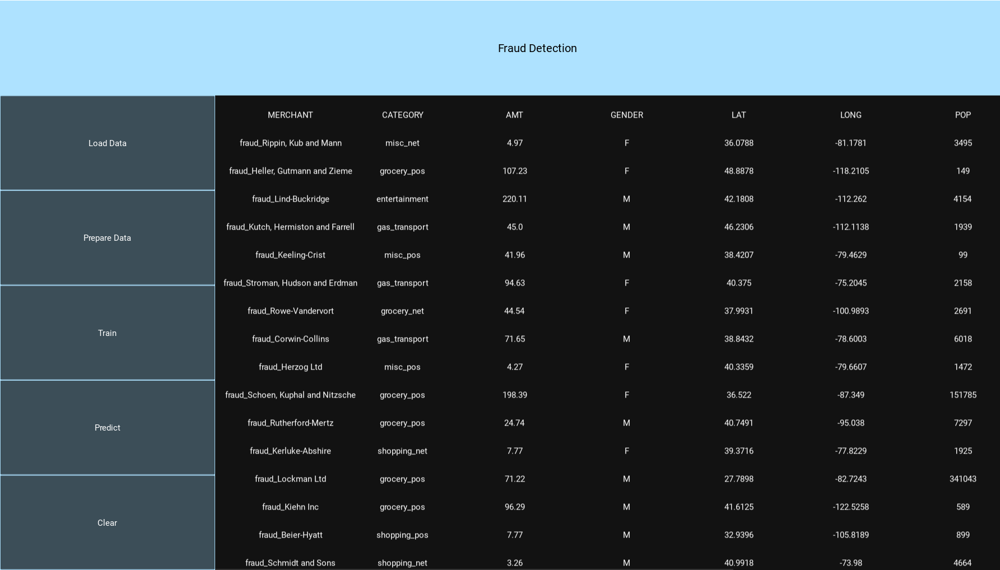 Fraud Detection
Load Data
Prepare Data
Train
Predict
Clear
MERCHANT CATEGORY AMT GENDER LAT LONG POP
fraud_Rippin, Kub and Mann misc_net 4.97 F 36.0788 -81.1781 3495
fraud_Heller, Gutmann and Zieme grocery_pos 107.23 F 48.8878 -118.2105 149
fraud_Lind-Buckridge entertainment 220.11 M 42.1808 -112.262 4154
fraud_Kutch, Hermiston and Farrell gas_transport 45.0 M 46.2306 -112.1138 1939
fraud_Keeling-Crist misc_pos 41.96 M 38.4207 -79.4629 99
fraud_Stroman, Hudson and Erdman gas_transport 94.63 F 40.375 -75.2045 2158
fraud_Rowe-Vandervort grocery_net 44.54 F 37.9931 -100.9893 2691
fraud_Corwin-Collins gas_transport 71.65 M 38.8432 -78.6003 6018
fraud_Herzog Ltd misc_pos 4.27 F 40.3359 -79.6607 1472
fraud_Schoen, Kuphal and Nitzsche grocery_pos 198.39 F 36.522 -87.349 151785
fraud_Rutherford-Mertz grocery_pos 24.74 M 40.7491 -95.038 7297
fraud_Kerluke-Abshire shopping_net 7.77 F 39.3716 -77.8229 1925
fraud_Lockman Ltd grocery_pos 71.22 M 27.7898 -82.7243 341043
fraud_Kiehn Inc grocery_pos 96.29 M 41.6125 -122.5258 589
fraud_Beier-Hyatt shopping_pos 7.77 M 32.9396 -105.8189 899
fraud_Schmidt and Sons shopping_net 3.26 M 40.9918 -73.98 4664